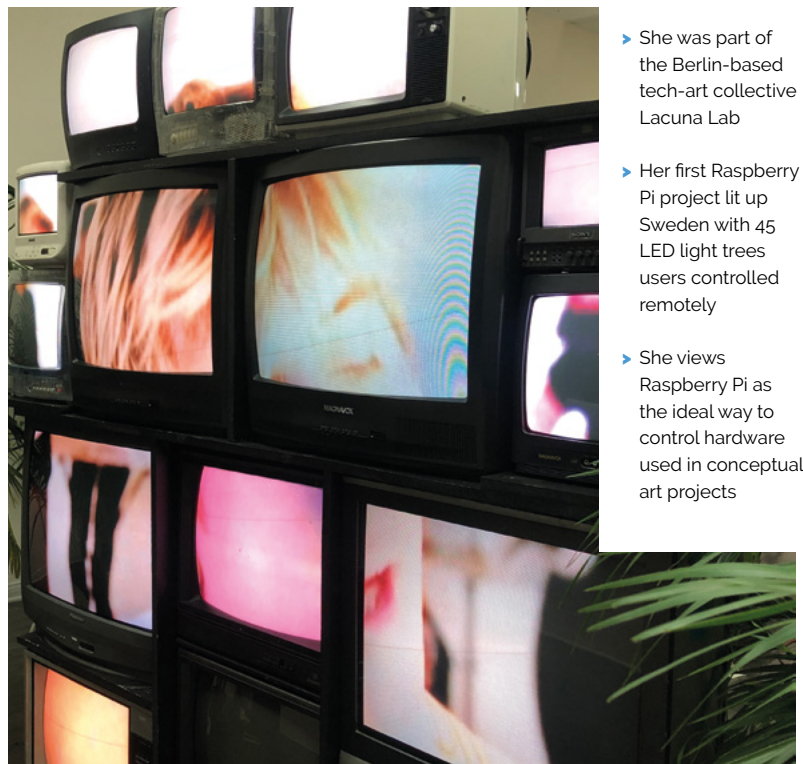 She was part of
the Berlin-based
tech-art collective
Lacuna Lab
Her first Raspberry
Pi project lit up
Sweden with 45
LED light trees
users controlled
remotely
She views
Raspberry Pi as
the ideal way to
control hardware
used in conceptual
art projects
MAGNAVOX